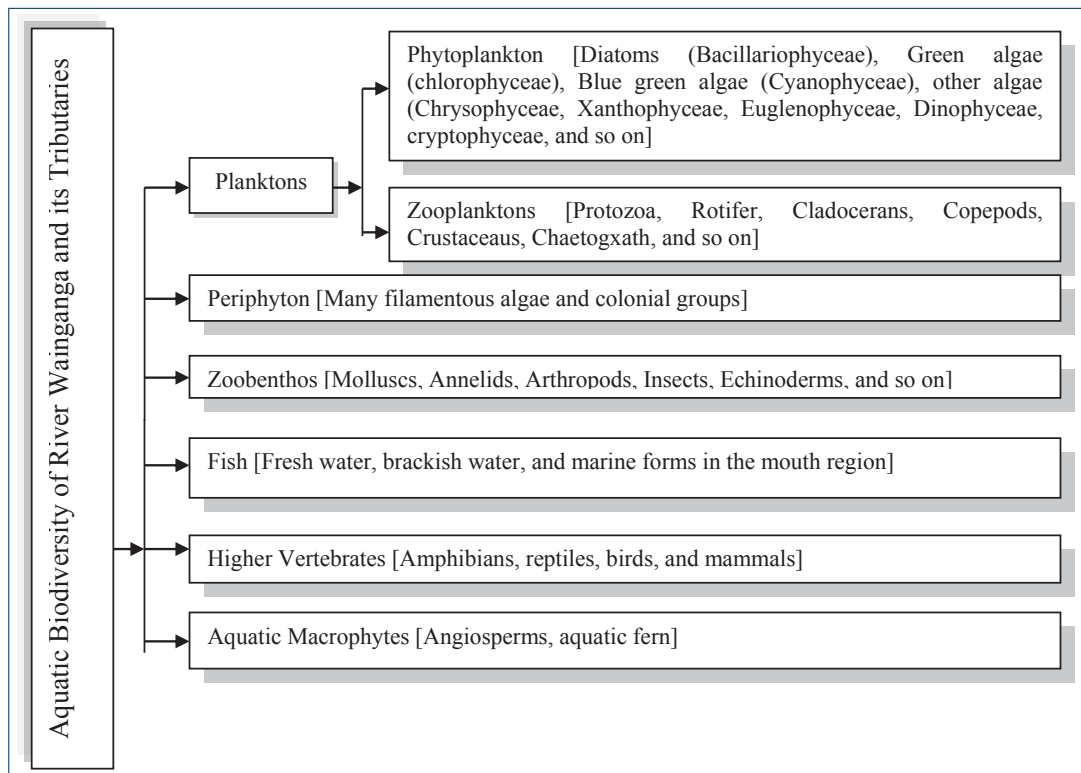 Aquatic Biodiversity of River Wainganga and its Tributaries
Planktons
Phytoplankton [Diatoms (Bacillariophyceae), Green algae
(chlorophyceae), Blue green algae (Cyanophyceae), other algae
(Chrysophyceae, Xanthophyceae, Euglenophyceae, Dinophyceae,
cryptophyceae, and so on]
Zooplanktons [Protozoa, Rotifer, Cladocerans, Copepods,
Crustaceaus, Chaetogxath, and so on]
Periphyton [Many filamentous algae and colonial groups]
Zoobenthos [Molluscs, Annelids, Arthropods, Insects, Echinoderms, and so on]
Fish [Fresh water, brackish water, and marine forms in the mouth region]
Higher Vertebrates [Amphibians, reptiles, birds, and mammals]
Aquatic Macrophytes [Angiosperms, aquatic fern]